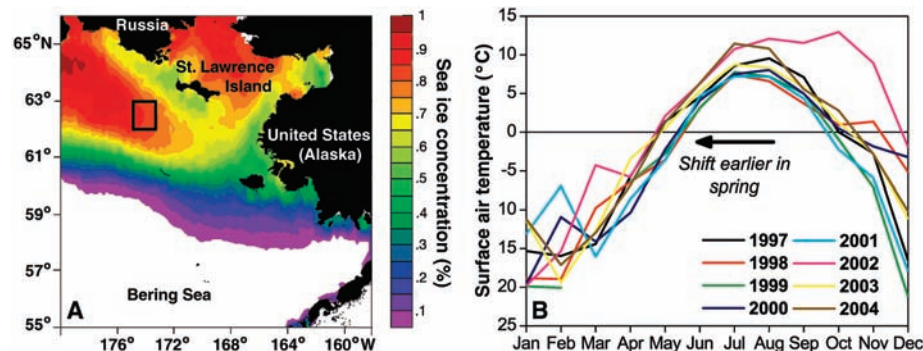 Russia
St. Lawrence
Island
United States
(Alaska)
Bering Sea
A
65°N
63°
61°
59°
57°
55°
176°
172°
168°
164°
160°W
1
.9
.8
.7
.6
.5
.4
.3
.2
.1
Sea ice concentration (%)
Surface air temperature (°C)
15
10
5
0
5
10
15
20
25
Shift earlier in
spring
1997
1998
1999
2000
2001
2002
2003
2004
B
Jan Feb Mar Apr May Jun Jul Aug Sep Oct Nov Dec